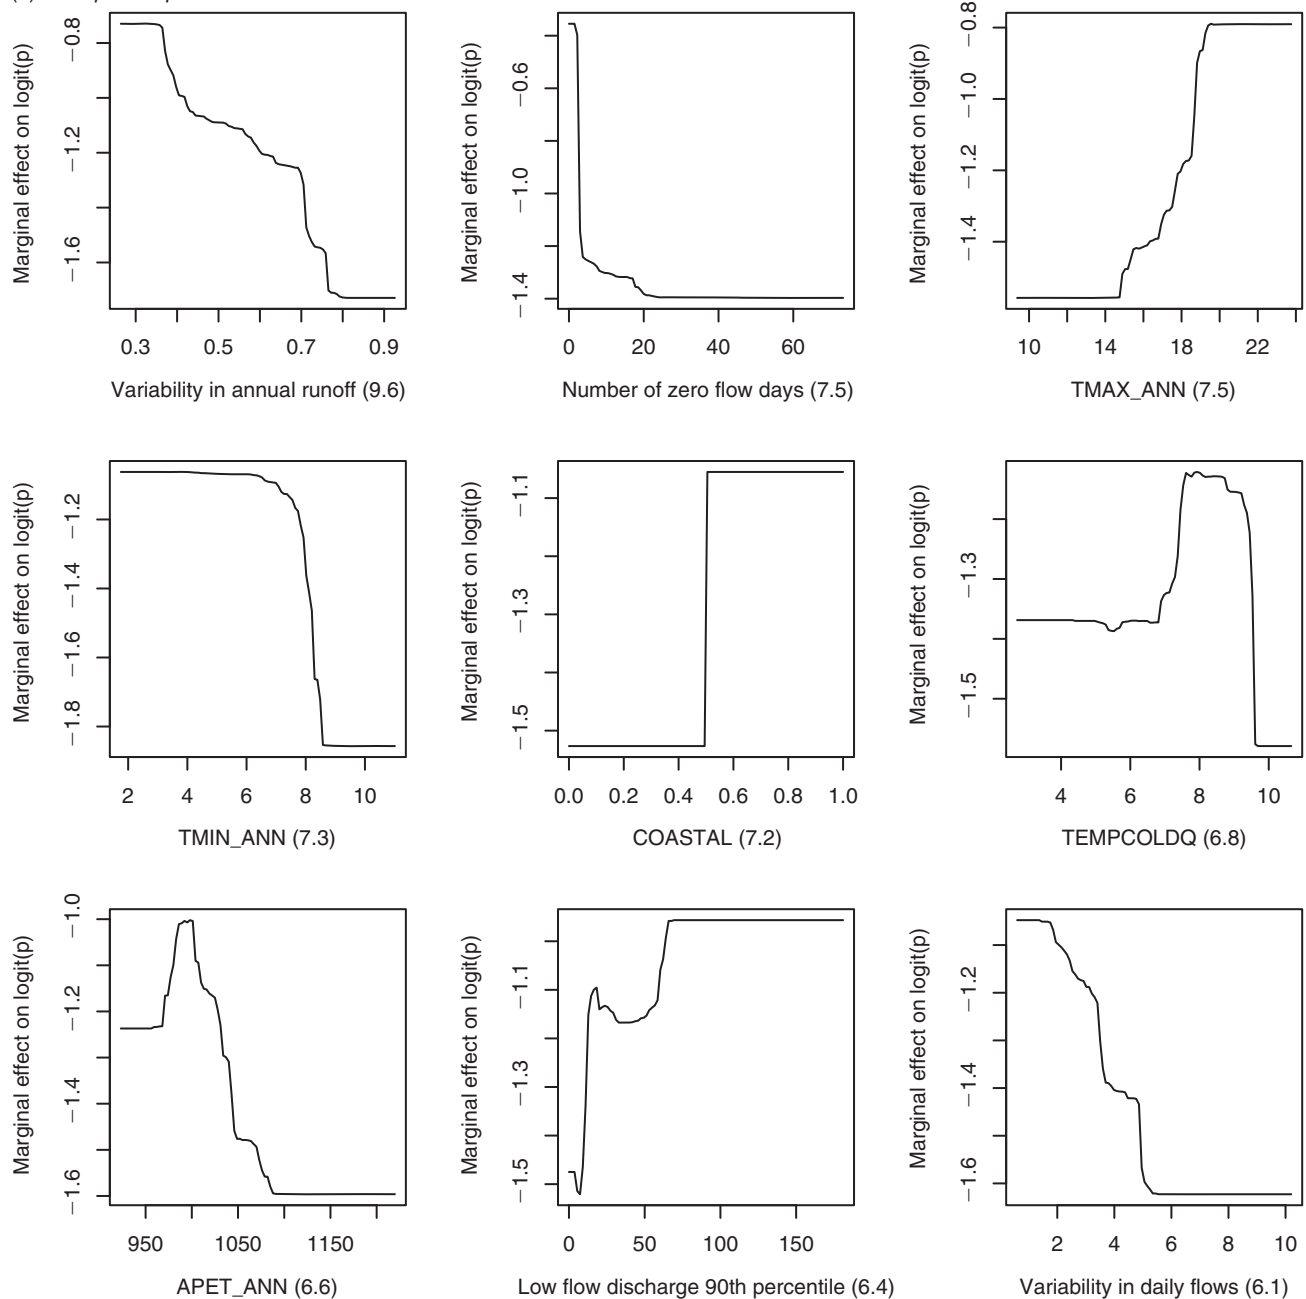 Marginal effect on logit(p)
−0.8
−1.2
−1.6
0.3 0.5 0.7 0.9
Variability in annual runoff (9.6)
Marginal effect on logit(p)
−0.6
−1.0
−1.4
0 20 40 60
Number of zero flow days (7.5)
Marginal effect on logit(p)
−0.8
−1.0
−1.2
−1.4
10 14 18 22
TMAX_ANN (7.5)
Marginal effect on logit(p)
−1.2
−1.4
−1.6
−1.8
2 4 6 8 10
TMIN_ANN (7.3)
Marginal effect on logit(p)
−1.1
−1.3
−1.5
0.0 0.2 0.4 0.6 0.8 1.0
COASTAL (7.2)
Marginal effect on logit(p)
−1.3
−1.5
4 6 8 10
TEMPCOLDQ (6.8)
Marginal effect on logit(p)
−1.0
−1.2
−1.4
−1.6
950 1050 1150
APET_ANN (6.6)
Marginal effect on logit(p)
−1.1
−1.3
−1.5
0 50 100 150
Low flow discharge 90th percentile (6.4)
Marginal effect on logit(p)
−1.2
−1.4
−1.6
2 4 6 8 10
Variability in daily flows (6.1)